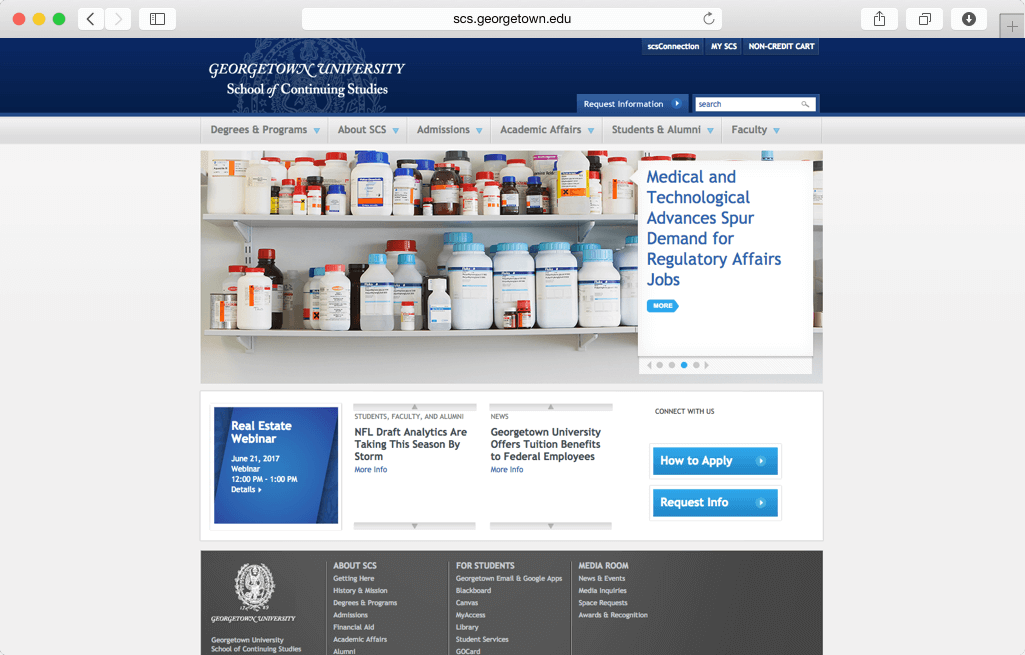 scs.georgetown.edu
scsConnection
MY SCS
NON-CREDIT CART
GEORGETOWN UNIVERSITY
School of Continuing Studies
Request Information
search
Degrees & Programs
About SCS
Admissions
Academic Affairs
Students & Alumni
Faculty
Medical and
Technological
Advances Spur
Demand for
Regulatory Affairs
Jobs
MORE
Real Estate
Webinar
June 21, 2017
Webinar
12:00 PM - 1:00 PM
Details
STUDENTS, FACULTY, AND ALUMNI
NFL Draft Analytics Are
Taking This Season By
Storm
More Info
NEWS
Georgetown University
Offers Tuition Benefits
to Federal Employees
More Info
CONNECT WITH US
How to Apply
Request Info
GEORGETOWN UNIVERSITY
Georgetown University
School of Continuing Studies
ABOUT SCS
Getting Here
History & Mission
Degrees & Programs
Admissions
Financial Aid
Academic Affairs
Alumni
FOR STUDENTS
Georgetown Email & Google Apps
Blackboard
Canvas
MyAccess
Library
Student Services
GOCard
MEDIA ROOM
News & Events
Media Inquiries
Space Requests
Awards & Recognition